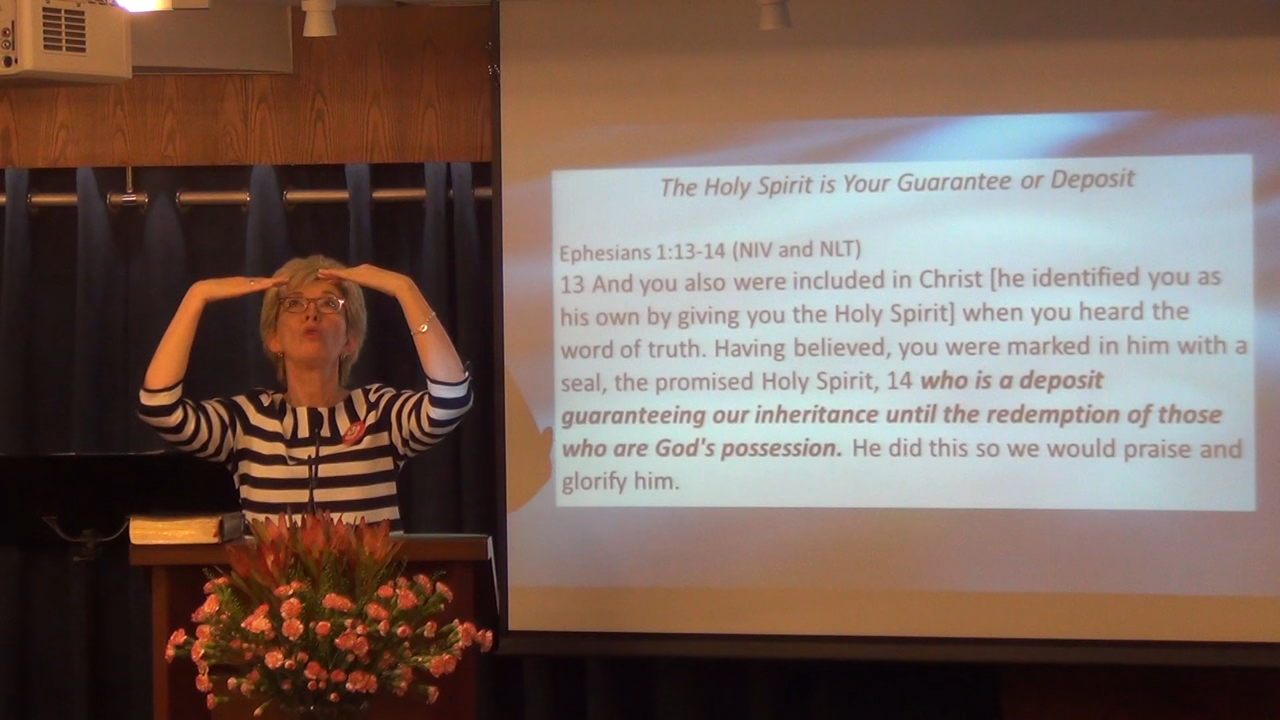 The Holy Spirit is Your Guarantee or Deposit
Ephesians 1:13-14 (NIV and NLT)
13 And you also were included in Christ [he identified you as
his own by giving you the Holy Spirit] when you heard the
word of truth. Having believed, you were marked in him with a
seal, the promised Holy Spirit, 14 who is a deposit
guaranteeing our inheritance until the redemption of those
who are God's possession. He did this so we would praise and
glorify him.